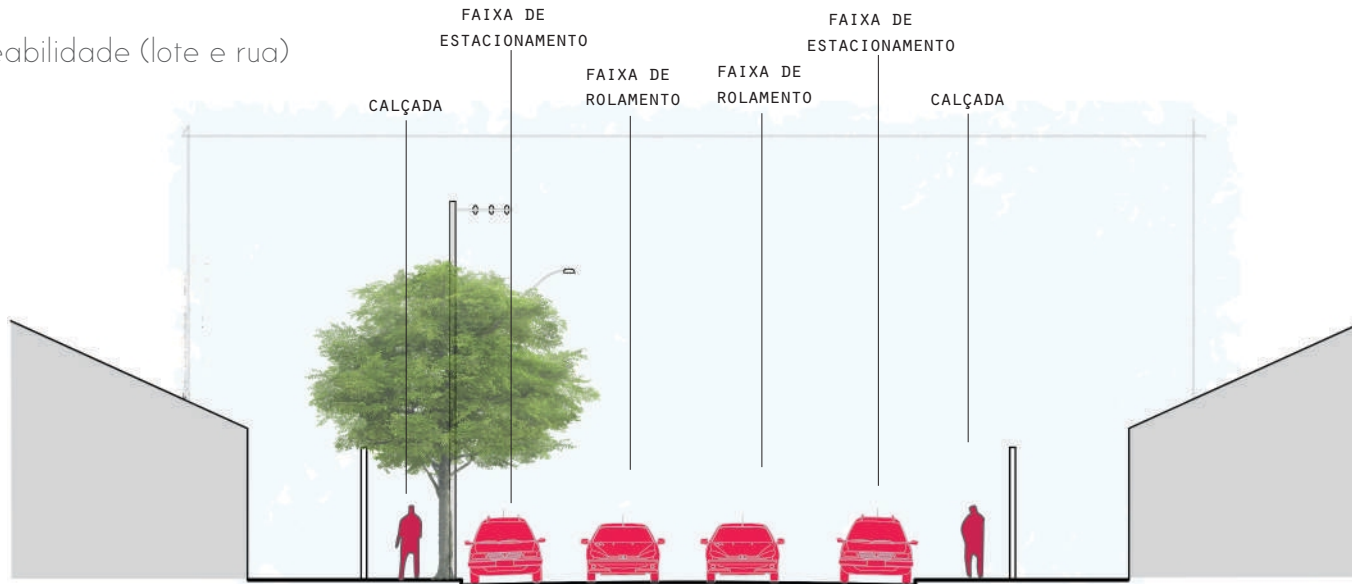 FAIXA DE
ESTACIONAMENTO
FAIXA DE
ESTACIONAMENTO
eabilidade (lote e rua)
FAIXA DE
ROLAMENTO
FAIXA DE
ROLAMENTO
CALÇADA
CALÇADA